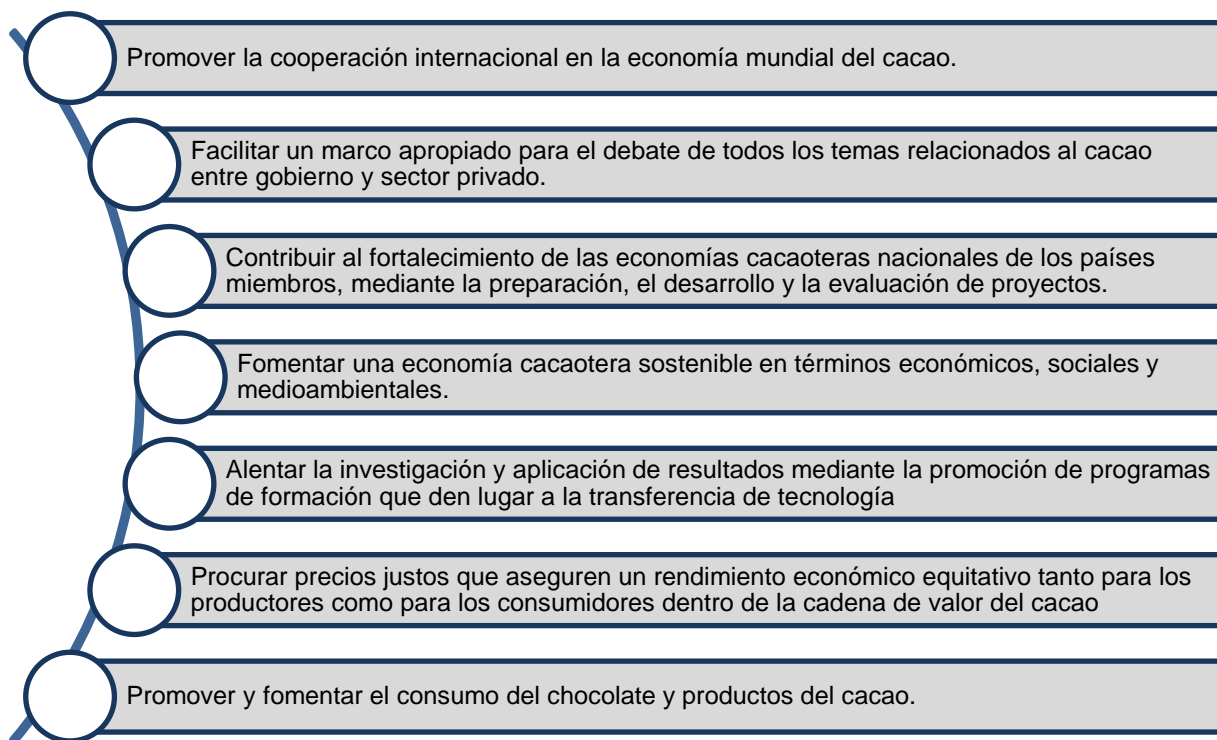 Promover la cooperación internacional en la economía mundial del cacao.
Facilitar un marco apropiado para el debate de todos los temas relacionados al cacao
entre gobierno y sector privado.
Contribuir al fortalecimiento de las economías cacaoteras nacionales de los países
miembros, mediante la preparación, el desarrollo y la evaluación de proyectos.
Fomentar una economía cacaotera sostenible en términos económicos, sociales y
medioambientales.
Alentar la investigación y aplicación de resultados mediante la promoción de programas
de formación que den lugar a la transferencia de tecnología
Procurar precios justos que aseguren un rendimiento económico equitativo tanto para los
productores como para los consumidores dentro de la cadena de valor del cacao
Promover y fomentar el consumo del chocolate y productos del cacao.